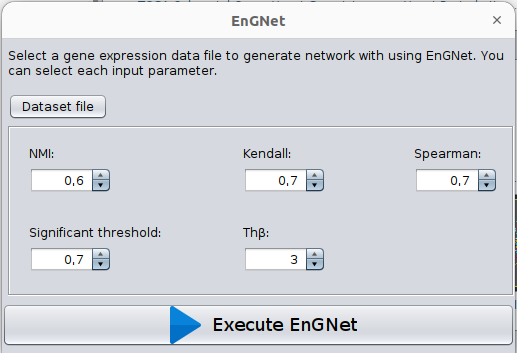 EnGNet
Select a gene expression data file to generate network with using EnGNet. You
can select each input parameter.
Dataset file
NMI: Kendall: Spearman:
0,6 0,7 0,7
Significant threshold: Thβ:
0,7 3
Execute EnGNet